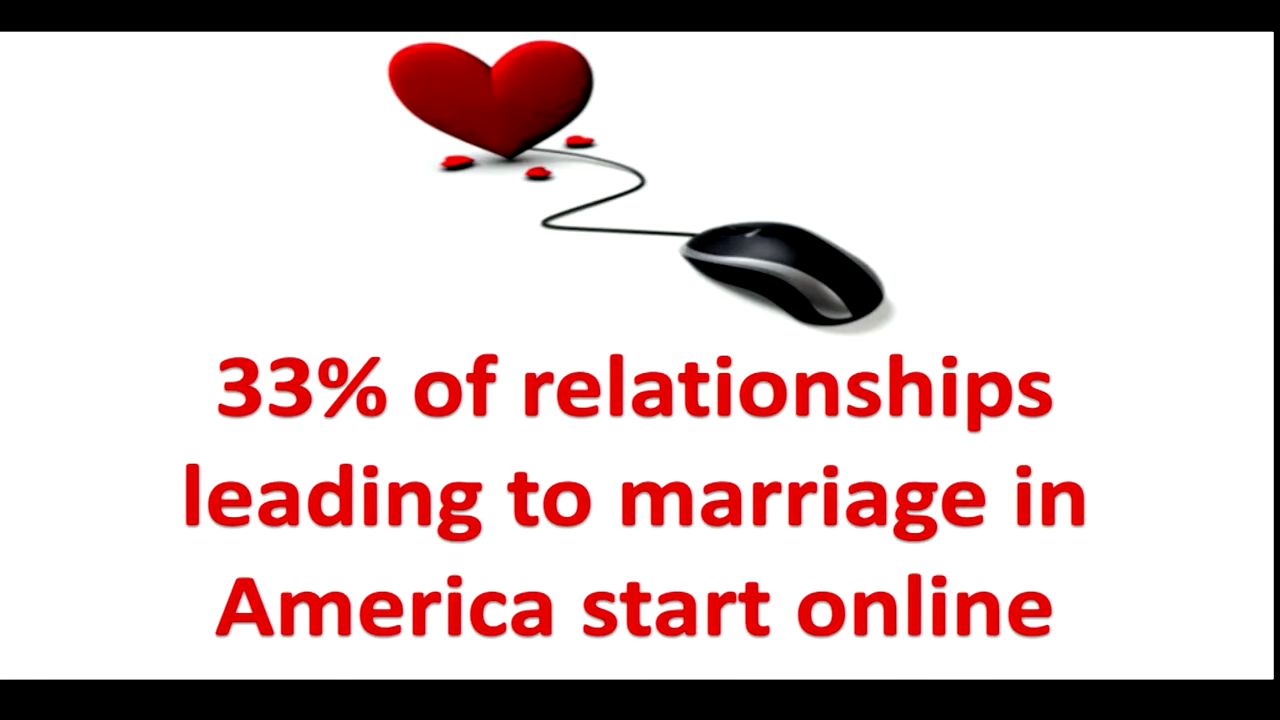 33% of relationships
leading to marriage in
America start online